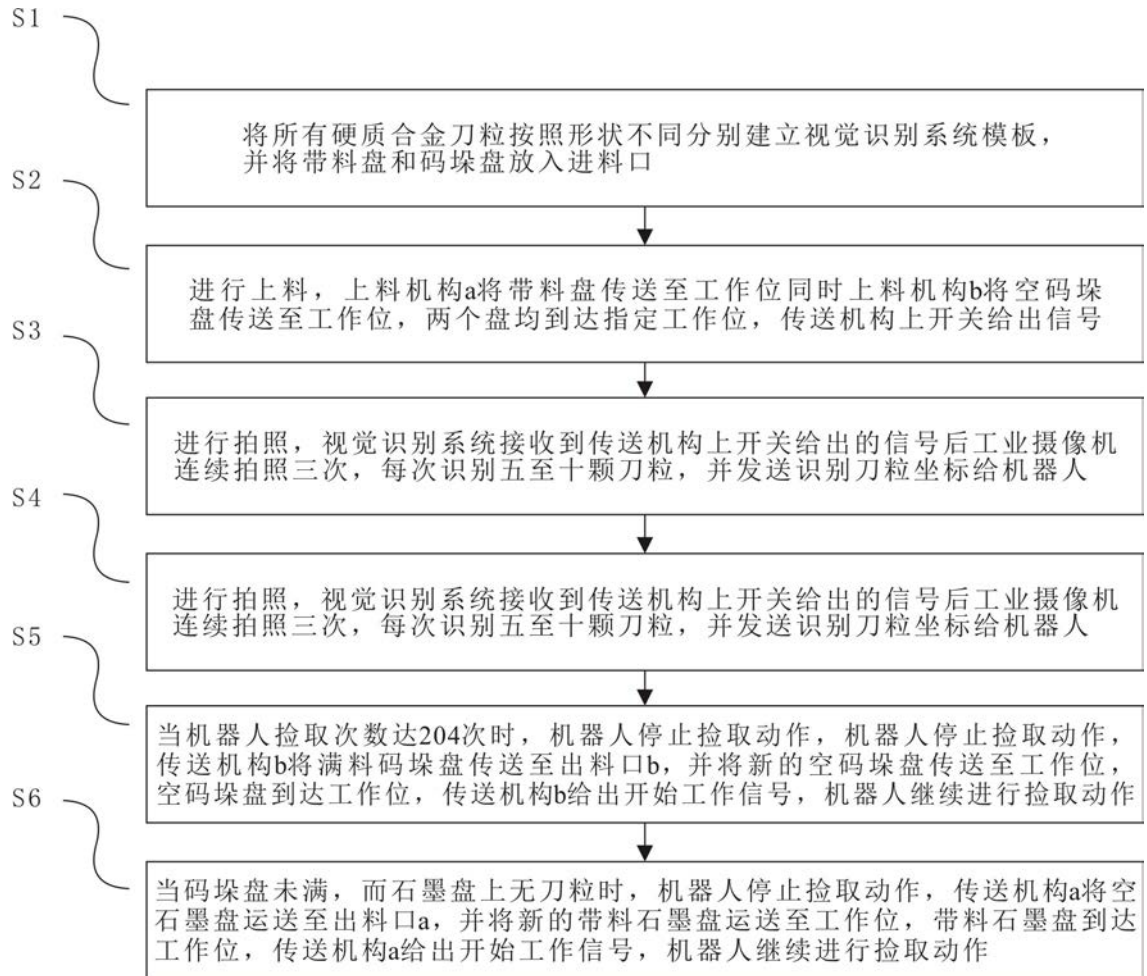 S1
将所有硬质合金刀粒按照形状不同分别建立视觉识别系统模板，
并将带料盘和码垛盘放入进料口
S2
进行上料，上料机构a将带料盘传送至工作位同时上料机构b将空码垛
盘传送至工作位，两个盘均到达指定工作位，传送机构上开关给出信号
S3
进行拍照，视觉识别系统接收到传送机构上开关给出的信号后工业摄像机
连续拍照三次，每次识别五至十颗刀粒，并发送识别刀粒坐标给机器人
S4
进行拍照，视觉识别系统接收到传送机构上开关给出的信号后工业摄像机
连续拍照三次，每次识别五至十颗刀粒，并发送识别刀粒坐标给机器人
S5
当机器人捡取次数达204次时，机器人停止捡取动作，机器人停止捡取动作，
传送机构b将满料码垛盘传送至出料口b，并将新的空码垛盘传送至工作位，
空码垛盘到达工作位，传送机构b给出开始工作信号，机器人继续进行捡取动作
S6
当码垛盘未满，而石墨盘上无刀粒时，机器人停止捡取动作，传送机构a将空
石墨盘运送至出料口a，并将新的带料石墨盘运送至工作位，带料石墨盘到达
工作位，传送机构a给出开始工作信号，机器人继续进行捡取动作